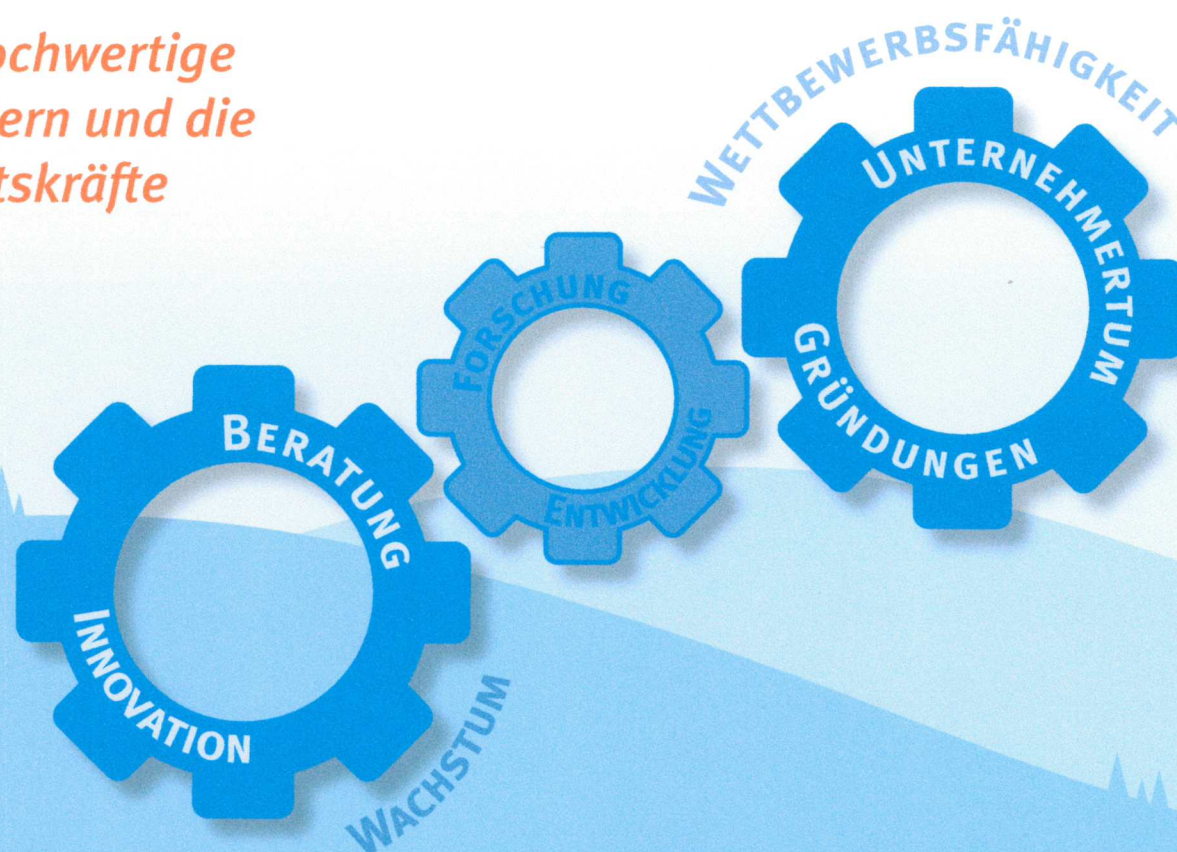 ochwertige
ern und die
tskräfte
WETTBEWERBSFÄHIGKEIT
UNTERNEHMERTUM
GRÜNDUNGEN
FORSCHUNG
ENTWICKLUNG
BERATUNG
INNOVATION
WACHSTUM